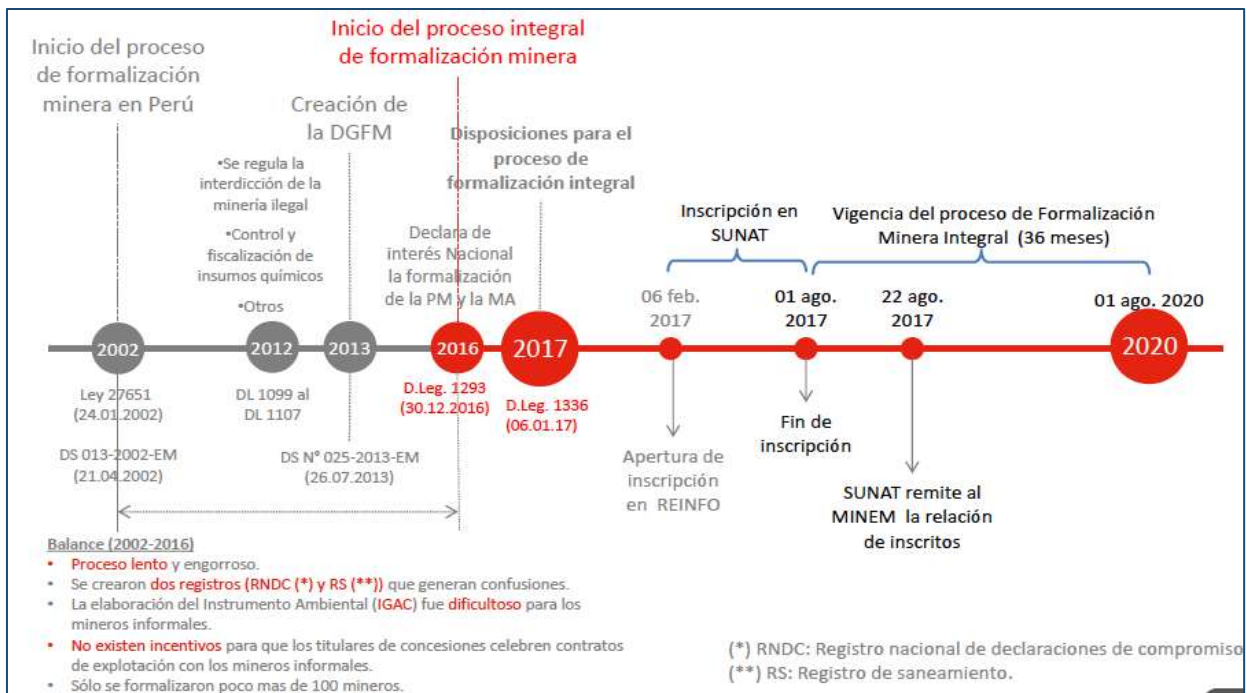 Inicio del proceso
de formalización
minera en Perú
Inicio del proceso integral
de formalización minera
Creación de
la DGFM
•Se regula la
interdicción de la
minería ilegal
•Control y
fiscalización de
insumos químicos
•Otros
Declara de
interés Nacional
la formalización
de la PM y la MA
Disposiciones para el
proceso de
formalización integral
Inscripción en
SUNAT
Vigencia del proceso de Formalización
Minera Integral (36 meses)
06 feb.
2017
01 ago.
2017
22 ago.
2017
01 ago. 2020
2002
2012
2013
2016
2017
2020
Ley 27651
(24.01.2002)
DS 013-2002-EM
(21.04.2002)
DL 1099 al
DL 1107
DS N° 025-2013-EM
(26.07.2013)
D.Leg. 1293
(30.12.2016)
D.Leg. 1336
(06.01.17)
Apertura de
inscripción
en REINFO
Fin de
inscripción
SUNAT remite al
MINEM la relación
de inscritos
Balance (2002-2016)
• Proceso lento y engorroso.
• Se crearon dos registros (RNDC (*) y RS (**)) que generan confusiones.
• La elaboración del Instrumento Ambiental (IGAC) fue dificultoso para los
mineros informales.
• No existen incentivos para que los titulares de concesiones celebren contratos
de explotación con los mineros informales.
• Sólo se formalizaron poco mas de 100 mineros.
(*) RNDC: Registro nacional de declaraciones de compromiso
(**) RS: Registro de saneamiento.